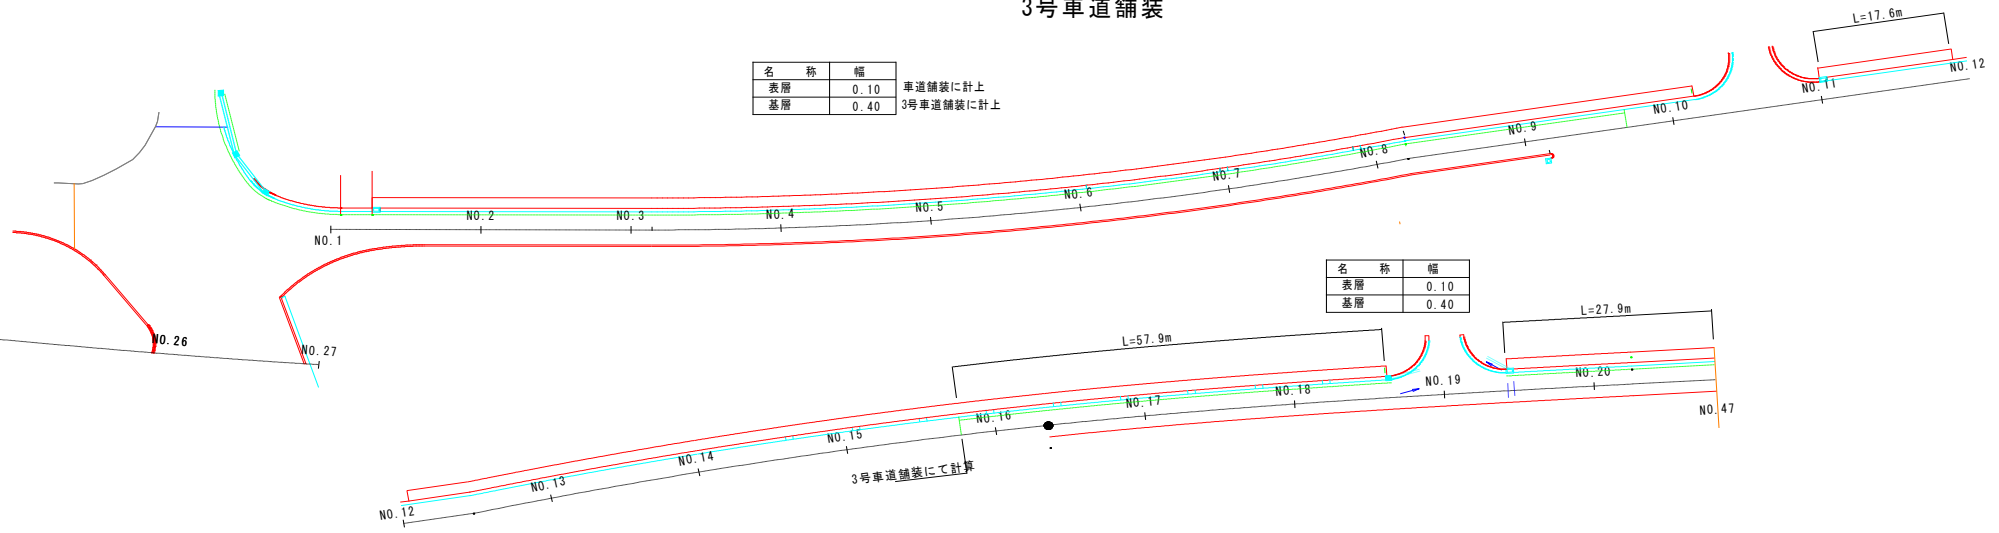 3号車道舗装
L=17.6m
名 称 幅
表層 0.10 車道舗装に計上
基層 0.40 3号車道舗装に計上
NO.12
NO.11
NO.10
NO.9
NO.8
NO.7
NO.6
NO.5
NO.4
NO.3
NO.2
NO.1
名 称 幅
表層 0.10
基層 0.40
L=27.9m
L=57.9m
NO.26
NO.27
NO.20
NO.19
NO.18
NO.47
NO.17
NO.16
NO.15
NO.14
3号車道舗装にて計算
NO.13
NO.12